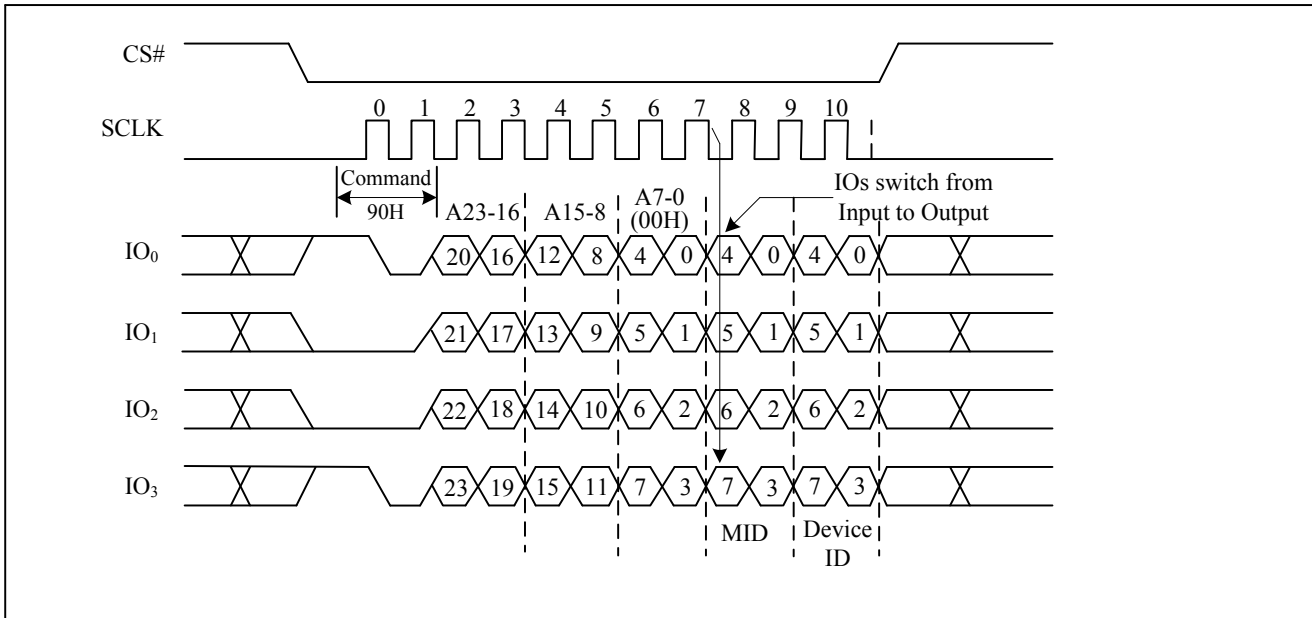 CS#
0 1 2 3 4 5 6 7 8 9 10
SCLK
Command
90H
IOs switch from
Input to Output
A23-16 A15-8 A7-0
(00H)
IO0 20 16 12 8 4 0 4 0 4 0
IO1 21 17 13 9 5 1 5 1 5 1
IO2 22 18 14 10 6 2 6 2 6 2
IO3 23 19 15 11 7 3 7 3 7 3
MID Device
ID